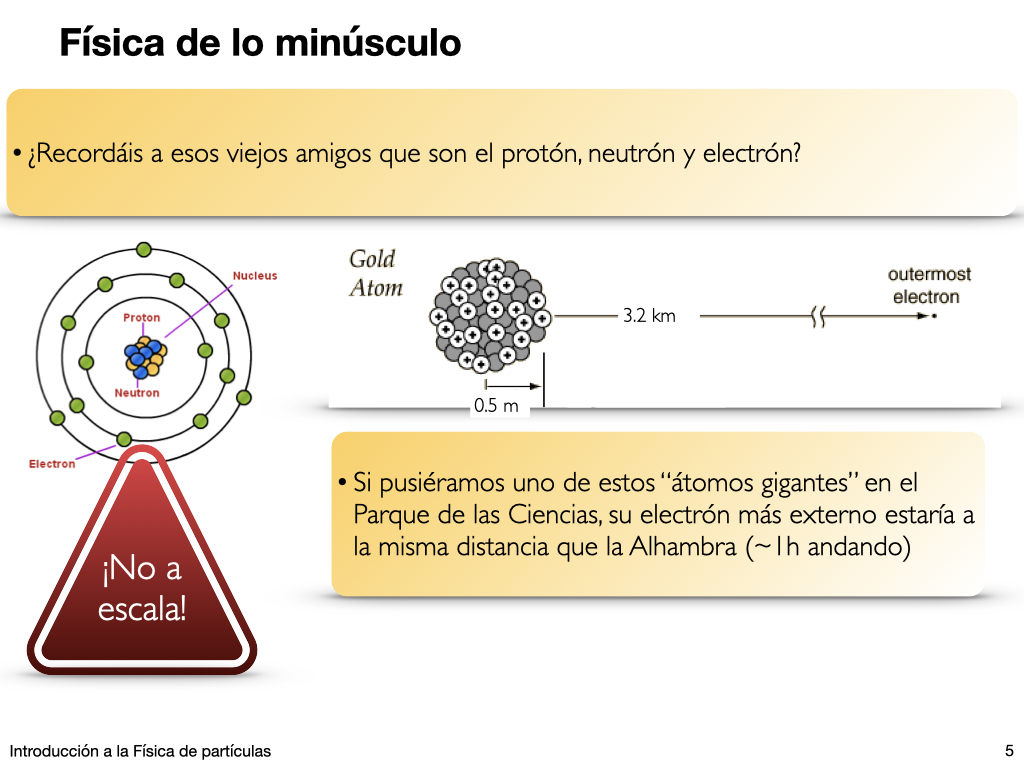 Física de lo minúsculo
• ¿Recordáis a esos viejos amigos que son el protón, neutrón y electrón?
Nucleus
Proton
Neutron
Electron
Gold
Atom
3.2 km
outermost
electron
0.5 m
• Si pusiéramos uno de estos “átomos gigantes” en el
Parque de las Ciencias, su electrón más externo estaría a
la misma distancia que la Alhambra (~1h andando)
¡No a
escala!
Introducción a la Física de partículas
5